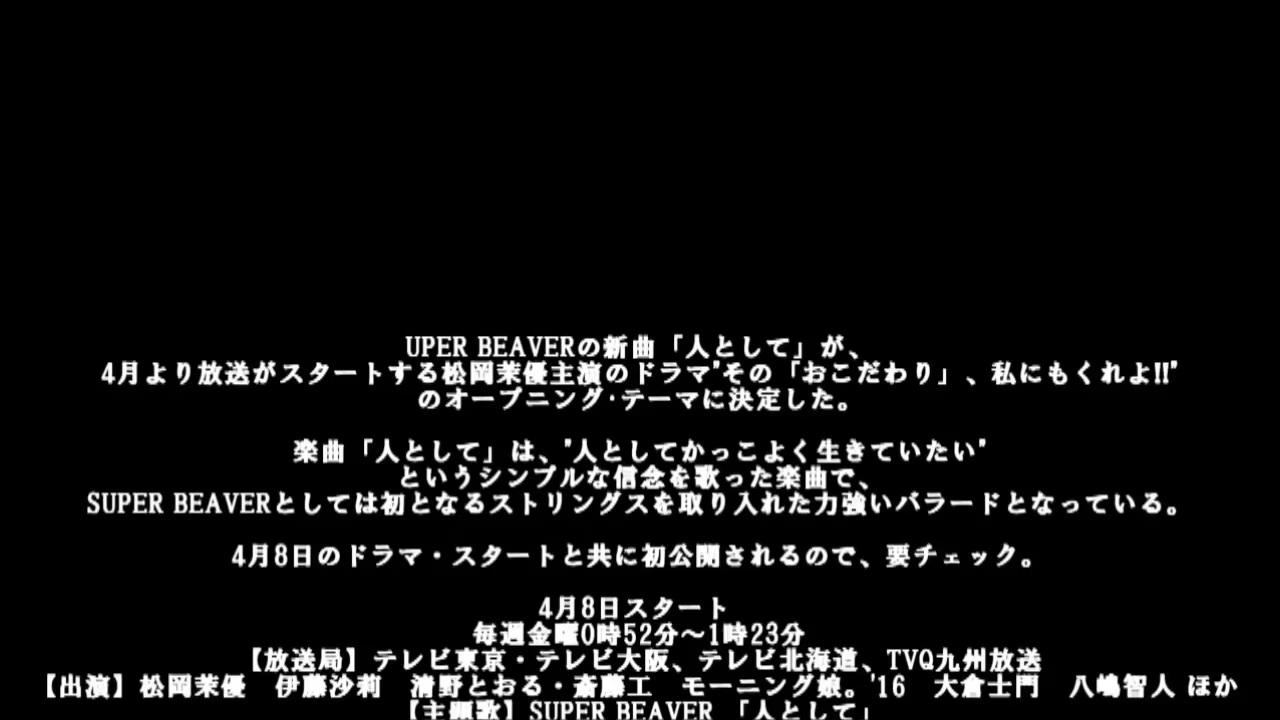 UPER BEAVERの新曲「人として」が、
4月より放送がスタートする松岡茉優主演のドラマ"その「おこだわり」、私にもくれよ!!"
のオープニング・テーマに決定した。
楽曲「人として」は、"人としてかっこよく生きていたい"
というシンプルな信念を歌った楽曲で、
SUPER BEAVERとしては初となるストリングスを取り入れた力強いバラードとなっている。
4月8日のドラマ・スタートと共に初公開されるので、要チェック。
4月8日スタート
毎週金曜0時52分～1時23分
【放送局】テレビ東京・テレビ大阪、テレビ北海道、TVQ九州放送
【出演】松岡茉優　伊藤沙莉　清野とおる・斎藤工　モーニング娘。'16　大倉士門　八嶋智人 ほか
【主題歌】SUPER BEAVER 「人として」